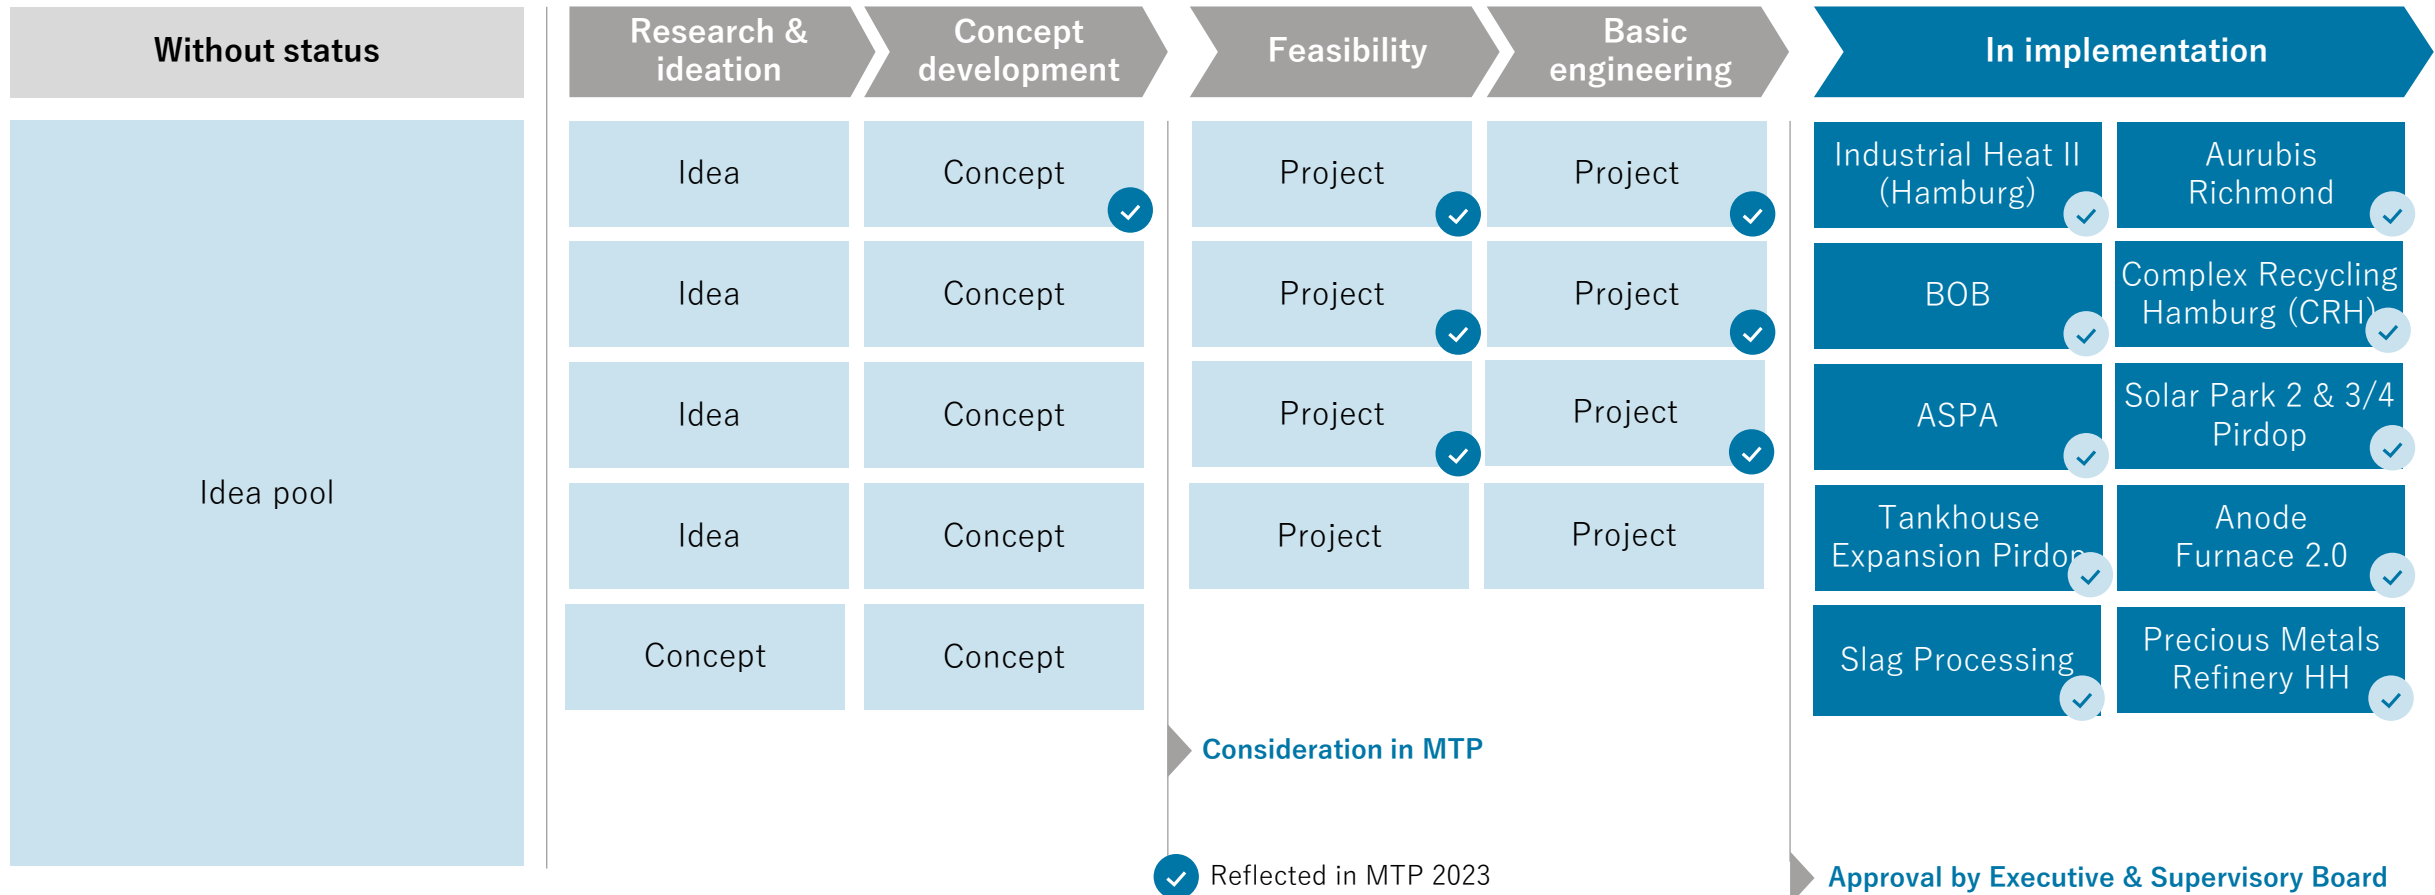 Without status
Research &
ideation
Concept
development
Feasibility
Basic
engineering
In implementation
Idea pool
Idea
Concept
Project
Project
Industrial Heat II
(Hamburg)
Aurubis
Richmond
Idea
Concept
Project
Project
BOB
Complex Recycling
Hamburg (CRH)
Idea
Concept
Project
Project
ASPA
Solar Park 2 & 3/4
Pirdop
Idea
Concept
Project
Project
Tankhouse
Expansion Pirdop
Anode
Furnace 2.0
Concept
Concept
Slag Processing
Precious Metals
Refinery HH
Consideration in MTP
Reflected in MTP 2023
Approval by Executive & Supervisory Board